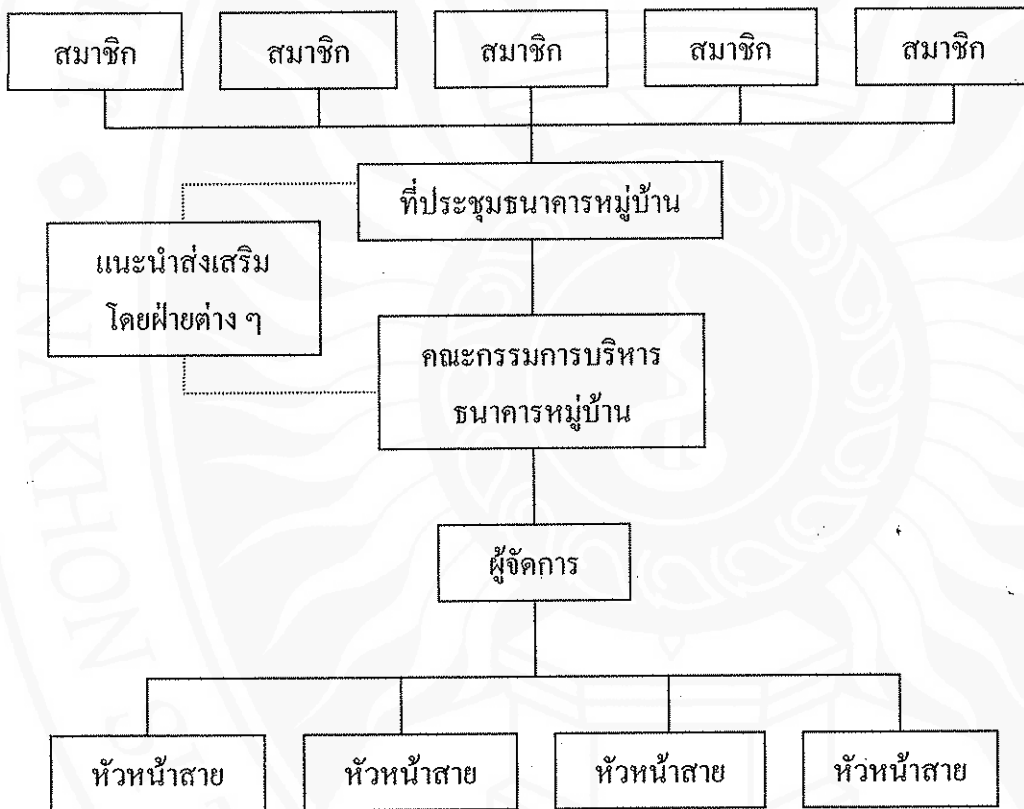 สมาชิก
สมาชิก
สมาชิก
สมาชิก
สมาชิก
ที่ประชุมธนาคารหมู่บ้าน
แนะนำส่งเสริม
โดยฝ่ายต่าง ๆ
คณะกรรมการบริหาร
ธนาคารหมู่บ้าน
ผู้จัดการ
หัวหน้าสาย
หัวหน้าสาย
หัวหน้าสาย
หัวหน้าสาย
NAKHON S